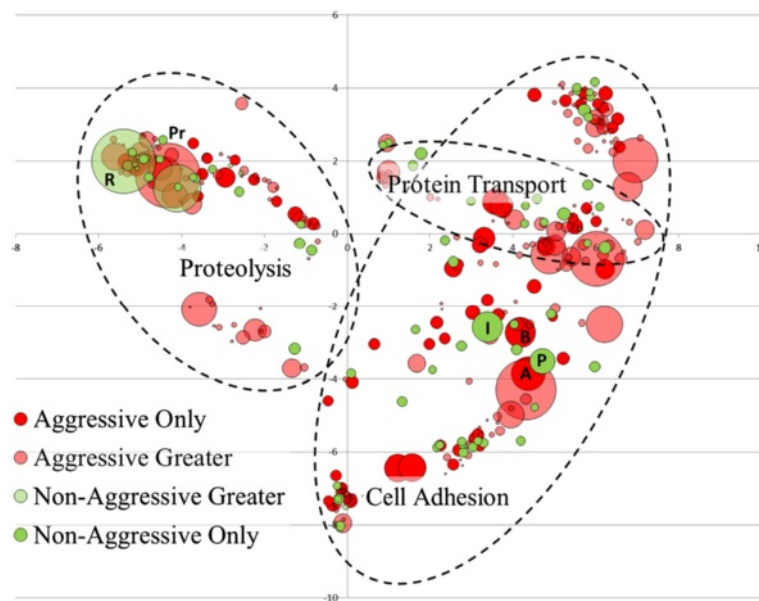 6
4
Pr
2
R
Protein Transport
-8 -6 -4 -2 0 2 4 6 8 1
Proteolysis
-2
I
B
P
-4
A
Aggressive Only
-6
Aggressive Greater
Non-Aggressive Greater
Cell Adhesion
-8
Non-Aggressive Only
-10